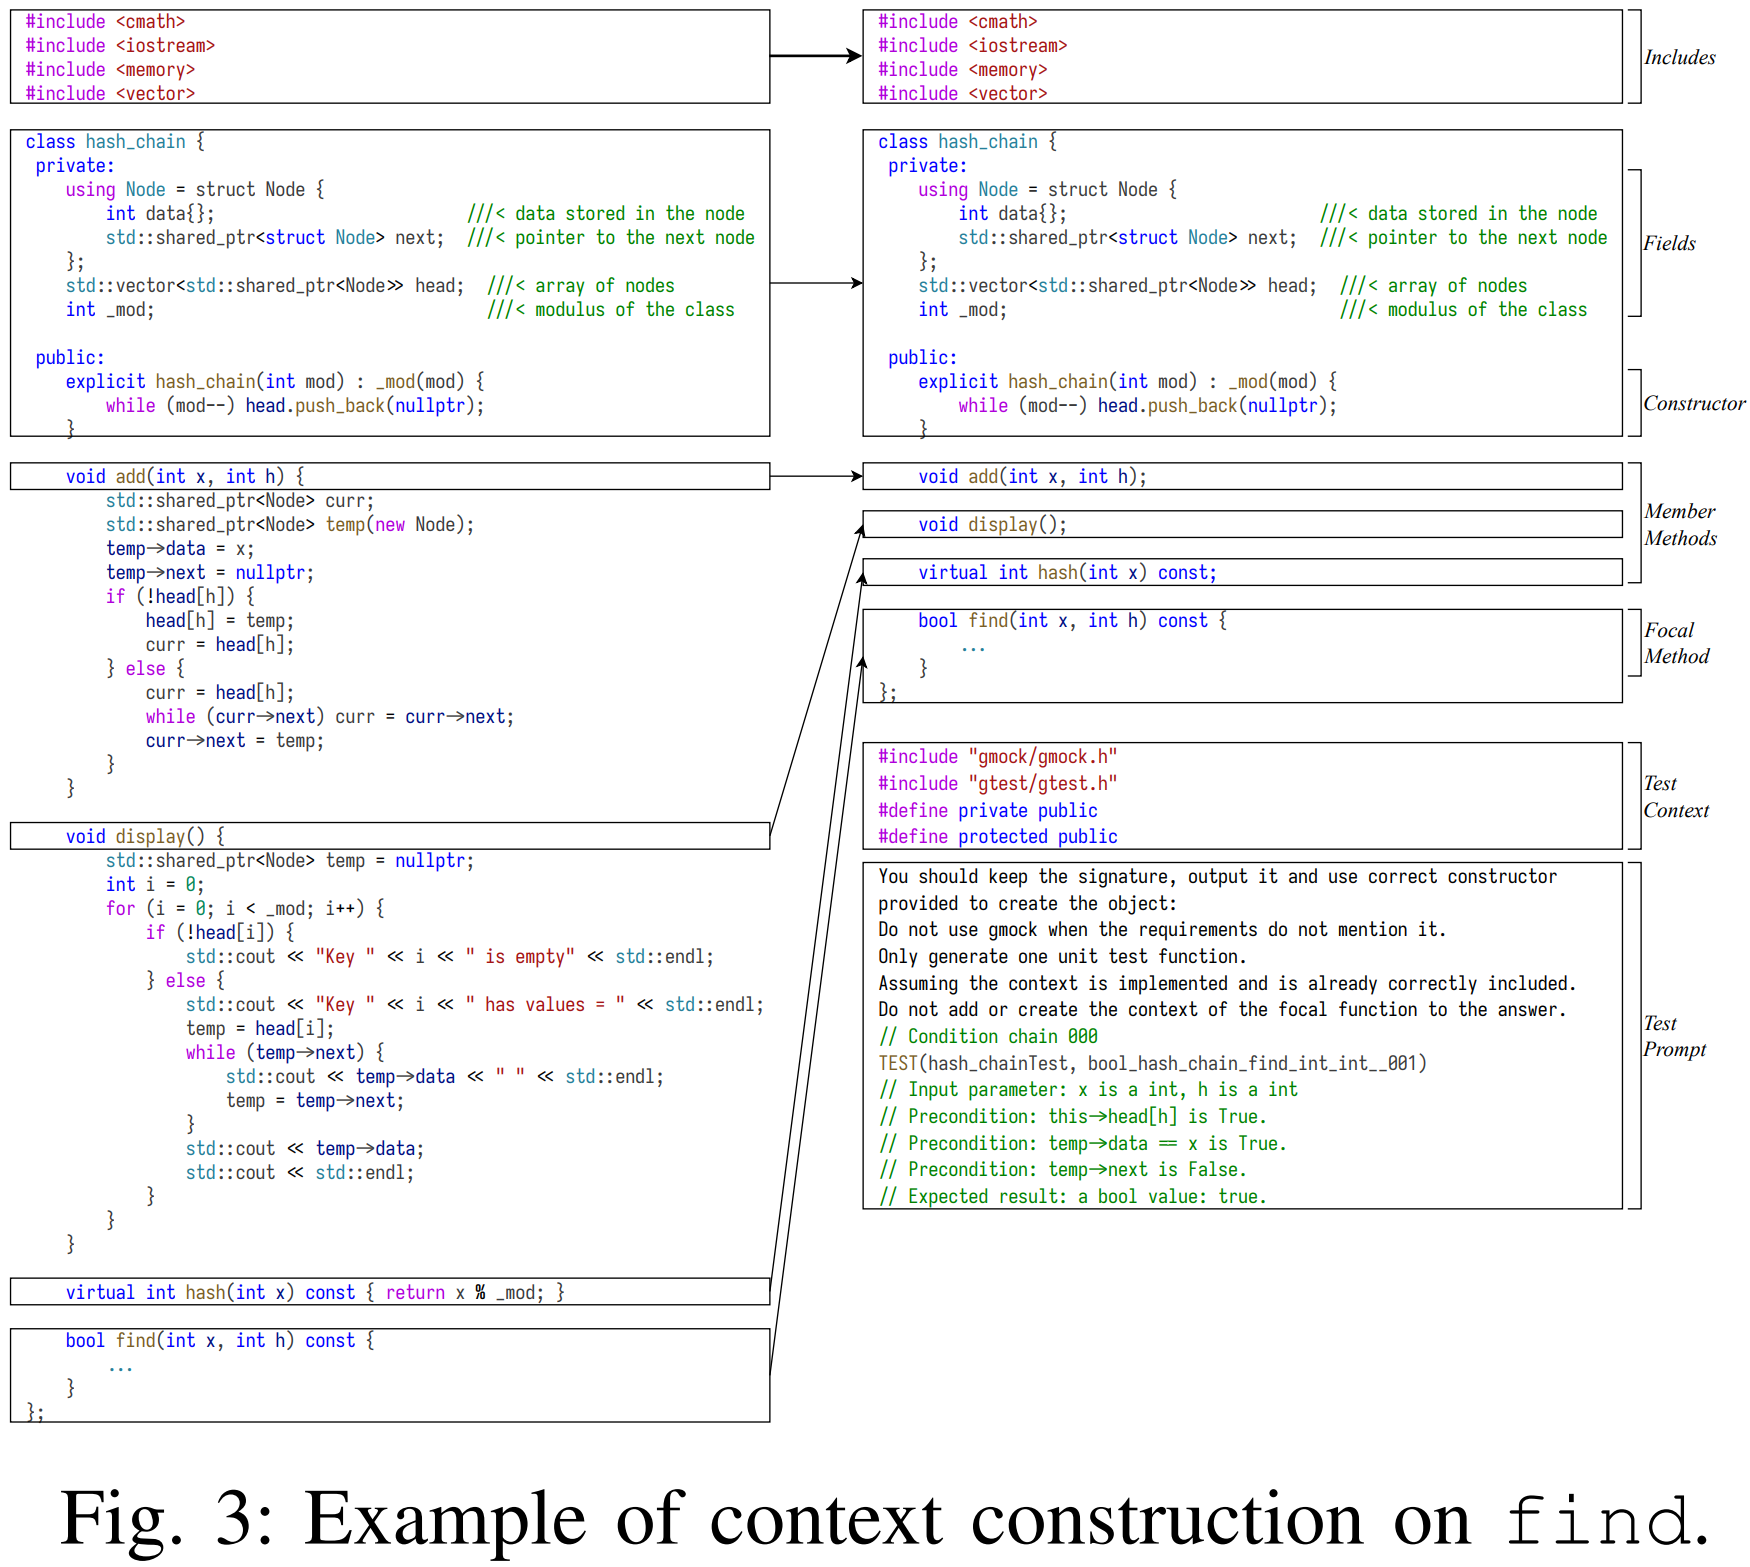 #include <cmath>
#include <iostream>
#include <memory>
#include <vector>
class hash_chain {
private:
using Node = struct Node {
int data{}; ///< data stored in the node
std::shared_ptr<struct Node> next; ///< pointer to the next node
};
std::vector<std::shared_ptr<Node>> head; ///< array of nodes
int _mod; ///< modulus of the class
public:
explicit hash_chain(int mod) : _mod(mod) {
while (mod--) head.push_back(nullptr);
}
void add(int x, int h) {
std::shared_ptr<Node> curr;
std::shared_ptr<Node> temp(new Node);
temp->data = x;
temp->next = nullptr;
if (!head[h]) {
head[h] = temp;
curr = head[h];
} else {
curr = head[h];
while (curr->next) curr = curr->next;
curr->next = temp;
}
}
void display() {
std::shared_ptr<Node> temp = nullptr;
int i = 0;
for (i = 0; i < _mod; i++) {
if (!head[i]) {
std::cout << "Key " << i << " is empty" << std::endl;
} else {
std::cout << "Key " << i << " has values = " << std::endl;
temp = head[i];
while (temp->next) {
std::cout << temp->data << " " << std::endl;
temp = temp->next;
}
std::cout << temp->data;
std::cout << std::endl;
}
}
}
virtual int hash(int x) const { return x % _mod; }
bool find(int x, int h) const {
...
}
};
#include <cmath>
#include <iostream>
#include <memory>
#include <vector>
Includes
class hash_chain {
private:
using Node = struct Node {
int data{}; ///< data stored in the node
std::shared_ptr<struct Node> next; ///< pointer to the next node
};
std::vector<std::shared_ptr<Node>> head; ///< array of nodes
int _mod; ///< modulus of the class
Fields
public:
explicit hash_chain(int mod) : _mod(mod) {
while (mod--) head.push_back(nullptr);
}
Constructor
void add(int x, int h);
void display();
virtual int hash(int x) const;
Member
Methods
bool find(int x, int h) const {
...
}
};
Focal
Method
#include "gmock/gmock.h"
#include "gtest/gtest.h"
#define private public
#define protected public
Test
Context
You should keep the signature, output it and use correct constructor
provided to create the object:
Do not use gmock when the requirements do not mention it.
Only generate one unit test function.
Assuming the context is implemented and is already correctly included.
Do not add or create the context of the focal function to the answer.
// Condition chain 000
TEST(hash_chainTest, bool_hash_chain_find_int_int__001)
// Input parameter: x is a int, h is a int
// Precondition: this->head[h] is True.
// Precondition: temp->data == x is True.
// Precondition: temp->next is False.
// Expected result: a bool value: true.
Test
Prompt
Fig. 3: Example of context construction on find.